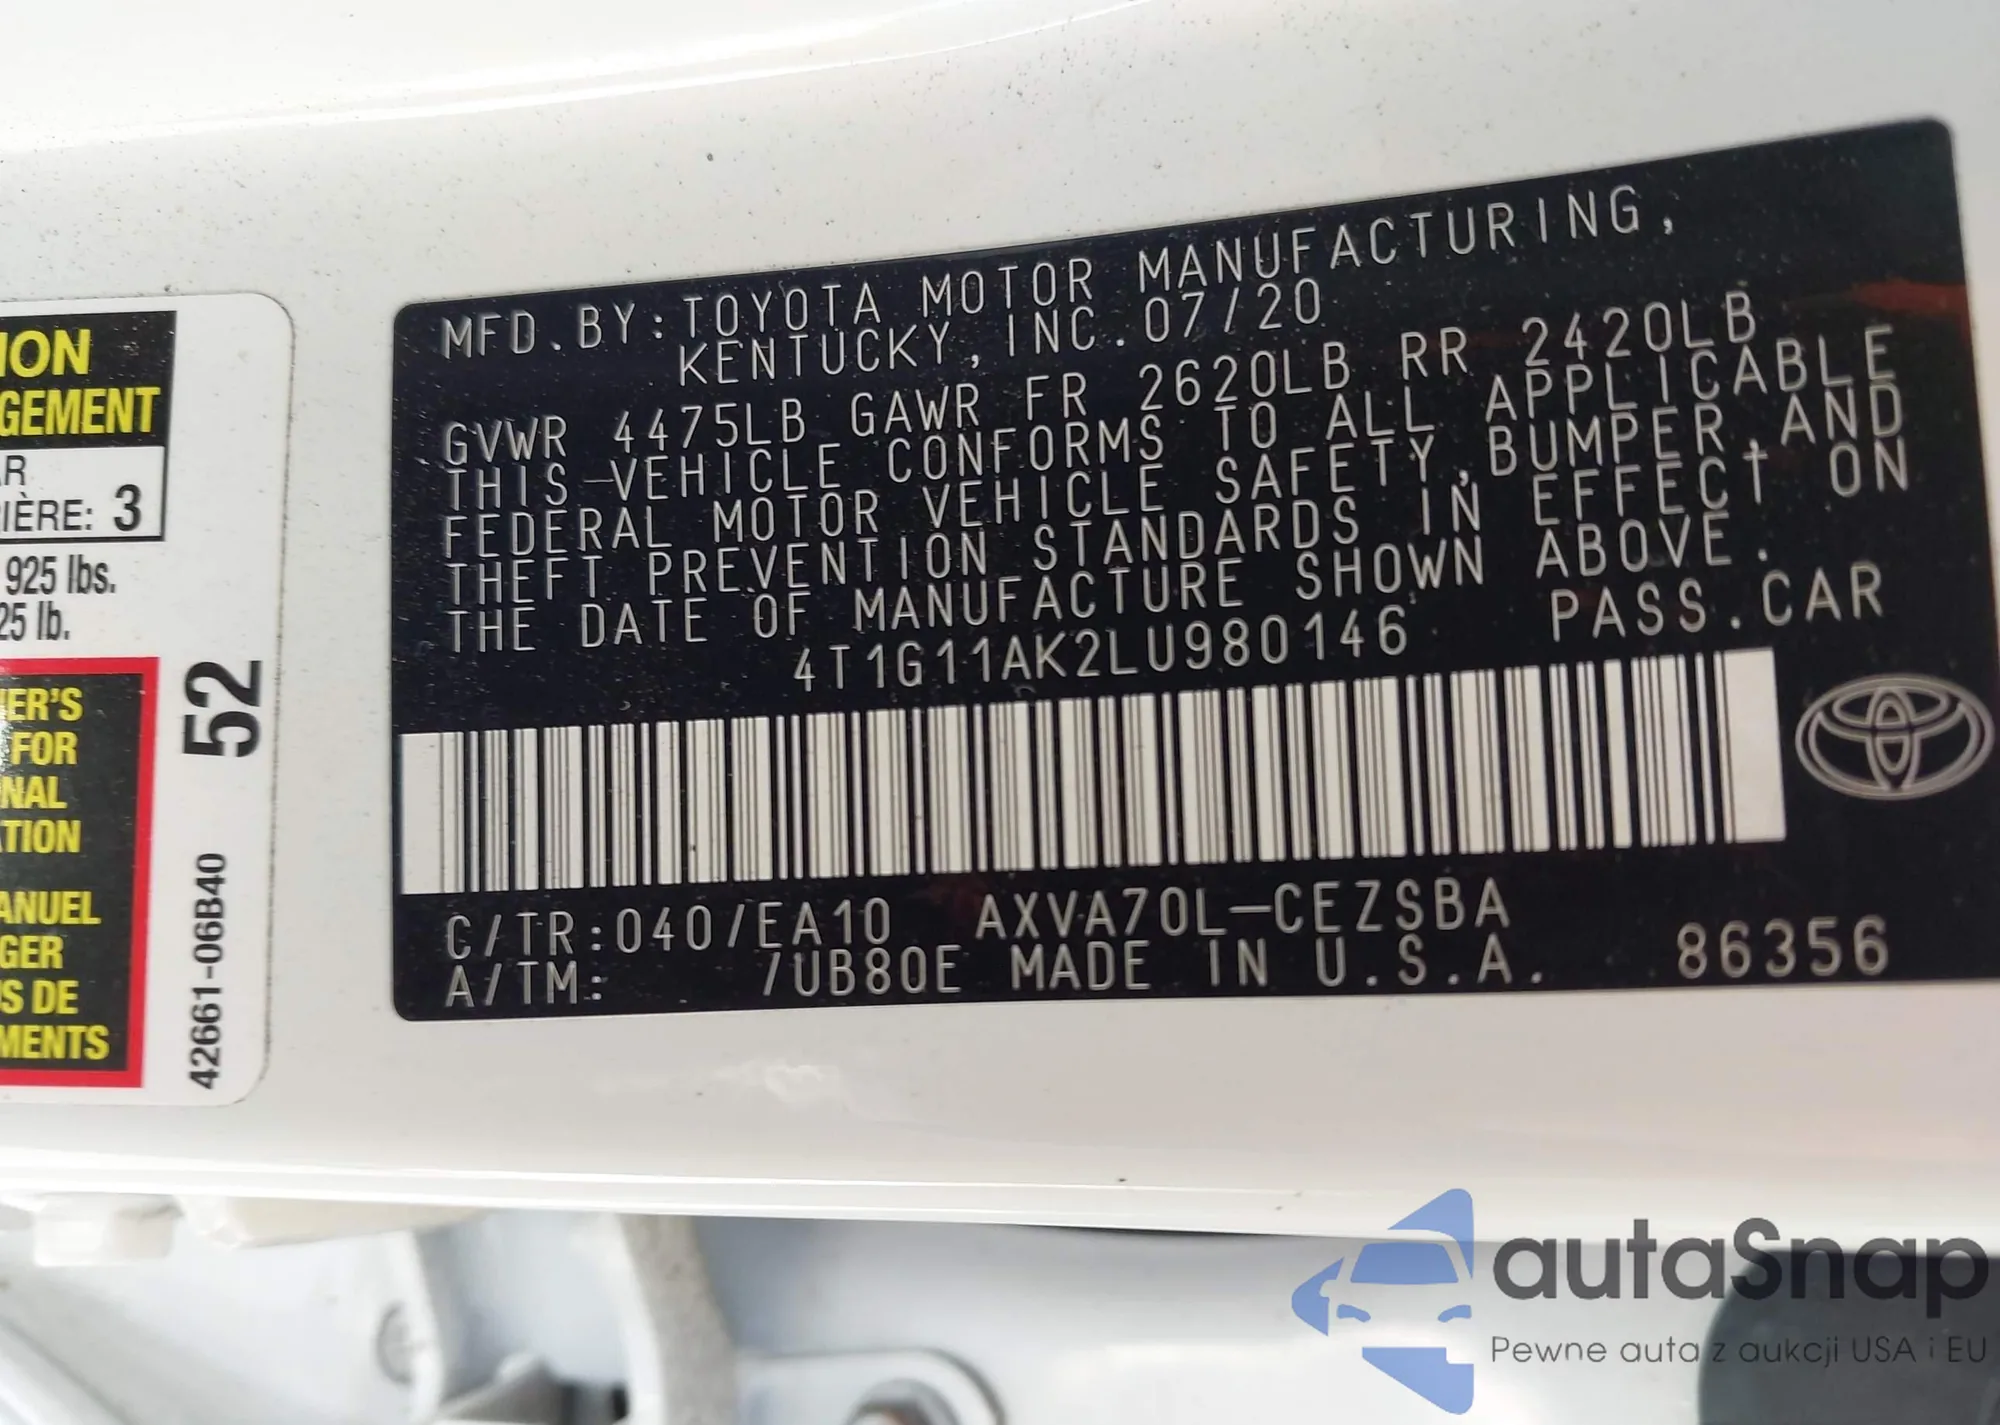 ION
GEMENT
AR
IÈRE: 3
925 lbs.
25 lb.
ER'S
FOR
NAL
ATION
ANUEL
GER
S DE
MENTS
52
42661-06B40
MFD.BY:TOYOTA MOTOR MANUFACTURING,
KENTUCKY, INC. 07/20
GVWR 4475LB GAWR FR 2620LB RR 2420LB
THIS VEHICLE CONFORMS TO ALL APPLICABLE
FEDERAL MOTOR VEHICLE SAFETY, BUMPER, AND
THEFT PREVENTION STANDARDS IN EFFECT ON
THE DATE OF MANUFACTURE SHOWN ABOVE.
4T1G11AK2LU980146 PASS.CAR
C/TR:040/EA10 AXVA70L-CEZSBA
A/TM: /UB80E MADE IN U.S.A. 86356
autaSnap
Pewne auta z aukcji USA i EU